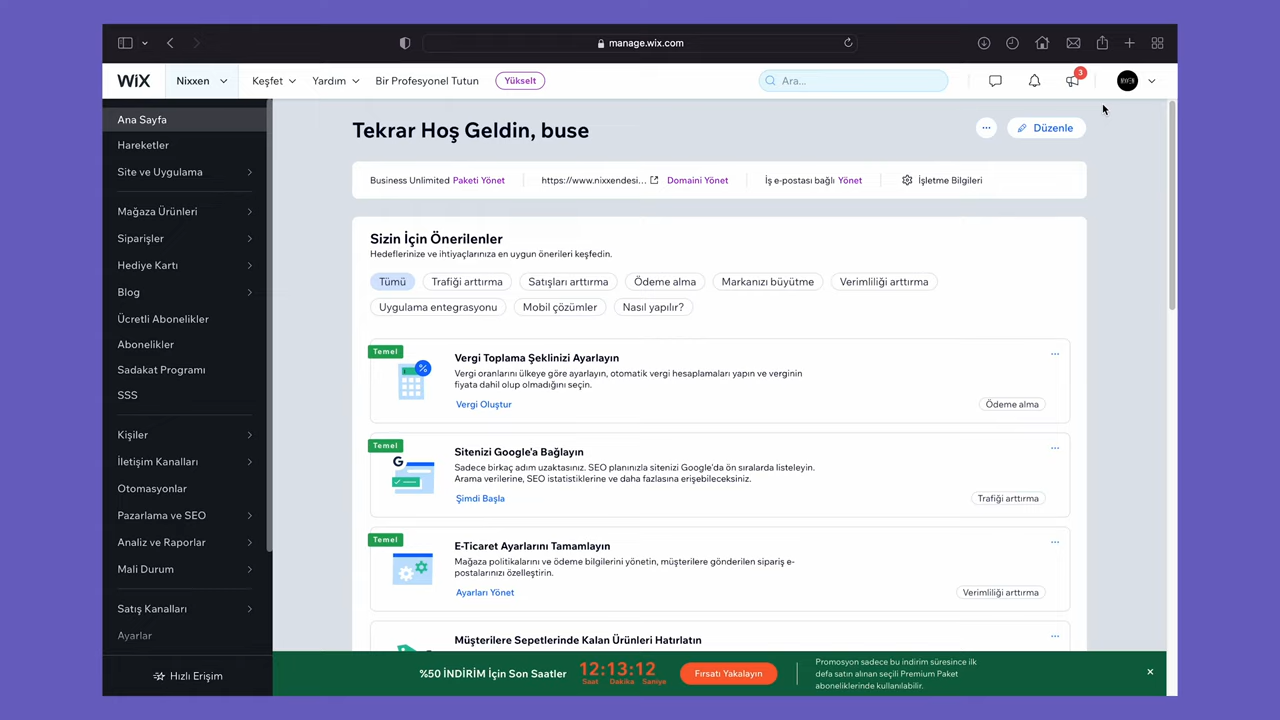 manage.wix.com
WiX
Nixxen
Keşfet
Yardım
Bir Profesyonel Tutun
Yükselt
Ara...
3
Ana Sayfa
Hareketler
Site ve Uygulama
Mağaza Ürünleri
Siparişler
Hediye Kartı
Blog
Ücretli Abonelikler
Abonelikler
Sadakat Programı
SSS
Kişiler
İletişim Kanalları
Otomasyonlar
Pazarlama ve SEO
Analiz ve Raporlar
Mali Durum
Satış Kanalları
Ayarlar
Hızlı Erişim
Tekrar Hoş Geldin, buse
Düzenle
Business Unlimited Paketi Yönet
https://www.nixxendesi... Domaini Yönet
İş e-postası bağlı Yönet
İşletme Bilgileri
Sizin İçin Önerilenler
Hedeflerinize ve ihtiyaçlarınıza en uygun önerileri keşfedin.
Tümü Trafiği arttırma Satışları arttırma Ödeme alma Markanızı büyütme Verimliliği arttırma
Uygulama entegrasyonu Mobil çözümler Nasıl yapılır?
Temel
Vergi Toplama Şeklinizi Ayarlayın
Vergi oranlarını ülkeye göre ayarlayın, otomatik vergi hesaplamaları yapın ve verginin
fiyata dahil olup olmadığını seçin.
Vergi Oluştur
Ödeme alma
Temel
Sitenizi Google'a Bağlayın
Sadece birkaç adım uzaktasınız. SEO planınızla sitenizi Google'da ön sıralarda listeleyin.
Arama verilerine, SEO istatistiklerine ve daha fazlasına erişebileceksiniz.
Şimdi Başla
Trafiği arttırma
Temel
E-Ticaret Ayarlarını Tamamlayın
Mağaza politikalarını ve ödeme bilgilerini yönetin, müşterilere gönderilen sipariş e-
postalarınızı özelleştirin.
Ayarları Yönet
Verimliliği arttırma
Müşterilere Sepetlerinde Kalan Ürünleri Hatırlatın
%50 İNDİRİM İçin Son Saatler
12:13:12
Saat Dakika Saniye
Fırsatı Yakalayın
Promosyon sadece bu indirim süresince ilk
defa satın alınan seçili Premium Paket
aboneliklerinde kullanılabilir.